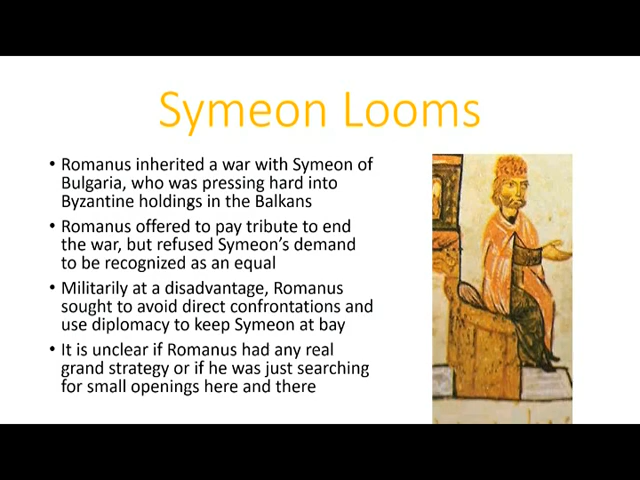 Symeon Looms
• Romanus inherited a war with Symeon of
Bulgaria, who was pressing hard into
Byzantine holdings in the Balkans
• Romanus offered to pay tribute to end
the war, but refused Symeon’s demand
to be recognized as an equal
• Militarily at a disadvantage, Romanus
sought to avoid direct confrontations and
use diplomacy to keep Symeon at bay
• It is unclear if Romanus had any real
grand strategy or if he was just searching
for small openings here and there